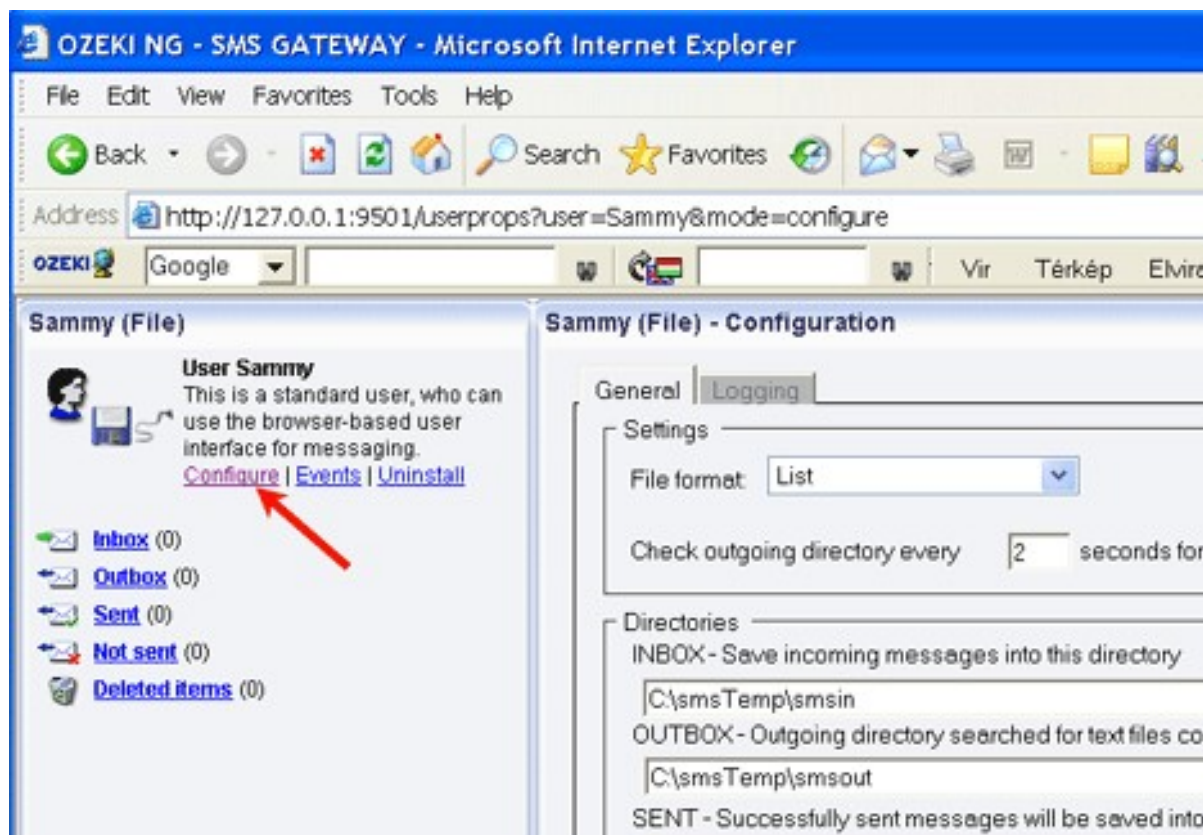 OZEKI NG - SMS GATEWAY - Microsoft Internet Explorer
File Edit View Favorites Tools Help
Back Search Favorites
Address http://127.0.0.1:9501/userprops?user=Sammy&mode=configure
OZEKI Google Vir Térkép Elvira
Sammy (File)
User Sammy
This is a standard user, who can
use the browser-based user
interface for messaging.
Configure | Events | Uninstall
Inbox (0)
Outbox (0)
Sent (0)
Not sent (0)
Deleted items (0)
Sammy (File) - Configuration
General Logging
Settings
File format: List
Check outgoing directory every 2 seconds for
Directories
INBOX - Save incoming messages into this directory
C:\smsTemp\smsin
OUTBOX - Outgoing directory searched for text files co
C:\smsTemp\smsout
SENT - Successfully sent messages will be saved into